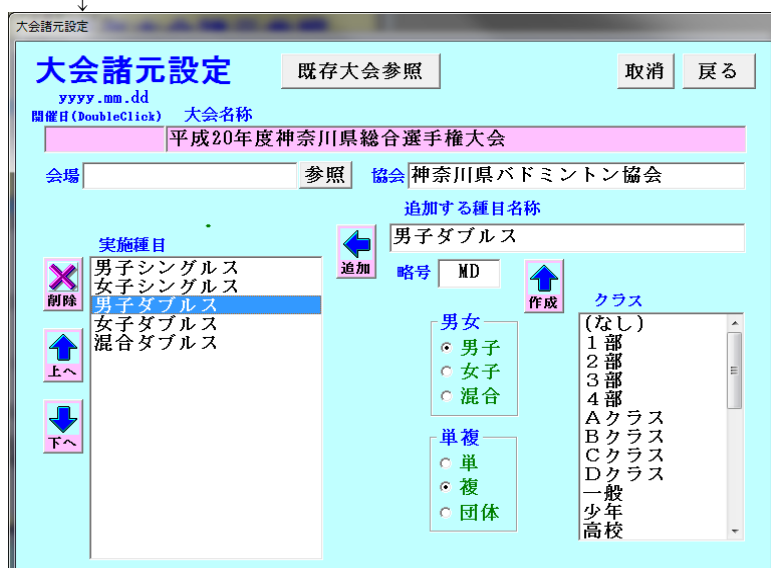 大会諸元設定
大会諸元設定
既存大会参照
取消
戻る
yyyy.mm.dd
開催日(DoubleClick)
大会名称
平成20年度神奈川県総合選手権大会
会場
参照
協会
神奈川県バドミントン協会
追加する種目名称
男子ダブルス
追加
略号
MD
作成
実施種目
男子シングルス
女子シングルス
男子ダブルス
女子ダブルス
混合ダブルス
削除
上へ
下へ
男女
男子
女子
混合
単複
単
複
団体
クラス
(なし)
1部
2部
3部
4部
Aクラス
Bクラス
Cクラス
Dクラス
一般
少年
高校